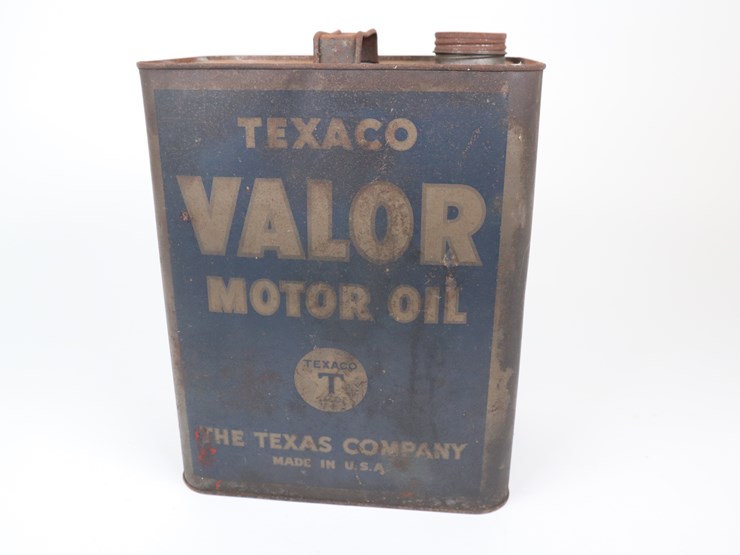 TEXACO
VALOR
MOTOR OIL
TEXACO
T
THE TEXAS COMPANY
MADE IN U.S.A